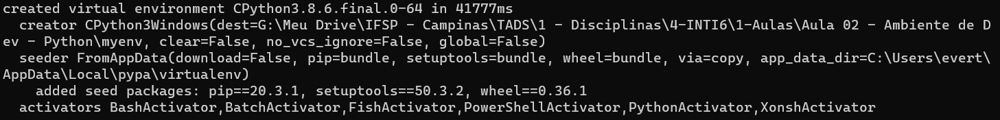 created virtual environment CPython3.8.6.final.0-64 in 41777ms
  creator CPython3Windows(dest=G:\Meu Drive\IFSP - Campinas\TADS\1 - Disciplinas\4-INTI6\1-Aulas\Aula 02 - Ambiente de D
ev - Python\myenv, clear=False, no_vcs_ignore=False, global=False)
  seeder FromAppData(download=False, pip=bundle, setuptools=bundle, wheel=bundle, via=copy, app_data_dir=C:\Users\evert\
AppData\Local\pypa\virtualenv)
    added seed packages: pip==20.3.1, setuptools==50.3.2, wheel==0.36.1
  activators BashActivator,BatchActivator,FishActivator,PowerShellActivator,PythonActivator,XonshActivator